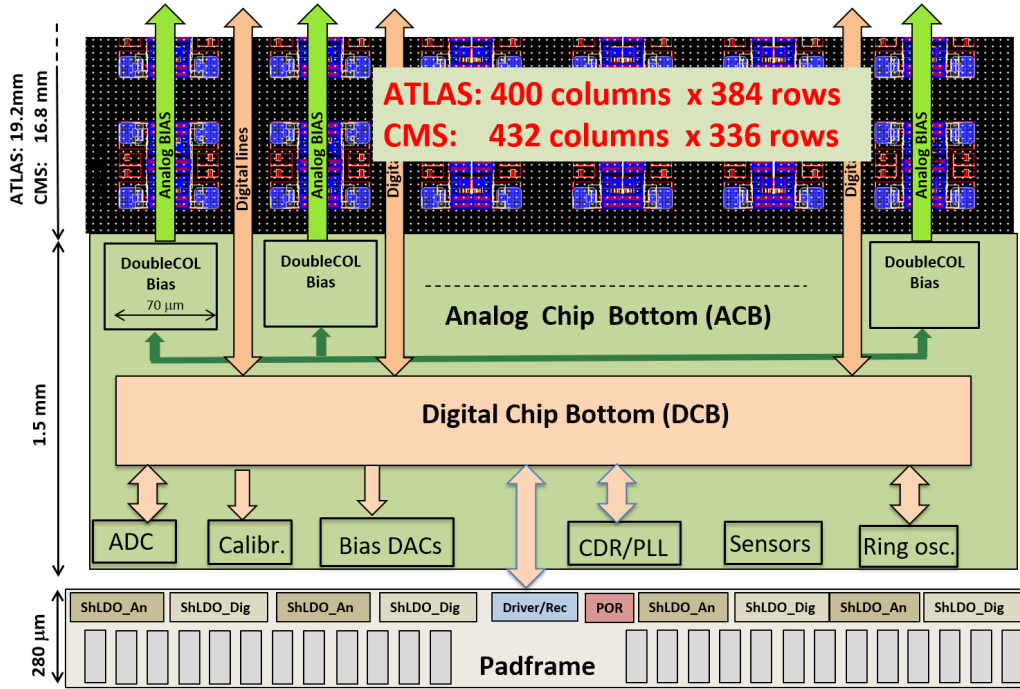 ATLAS: 19.2mm
CMS: 16.8 mm
Analog BIAS
Digital lines
Analog BIAS
Digital
Digital
Analog BIAS
ATLAS: 400 columns x 384 rows
CMS: 432 columns x 336 rows
DoubleCOL
Bias
70 μm
DoubleCOL
Bias
DoubleCOL
Bias
Analog Chip Bottom (ACB)
1.5 mm
Digital Chip Bottom (DCB)
ADC
Calibr.
Bias DACs
CDR/PLL
Sensors
Ring osc.
280 μm
ShLDO_An
ShLDO_Dig
ShLDO_An
ShLDO_Dig
Driver/Rec
POR
ShLDO_An
ShLDO_Dig
ShLDO_An
ShLDO_Dig
Padframe